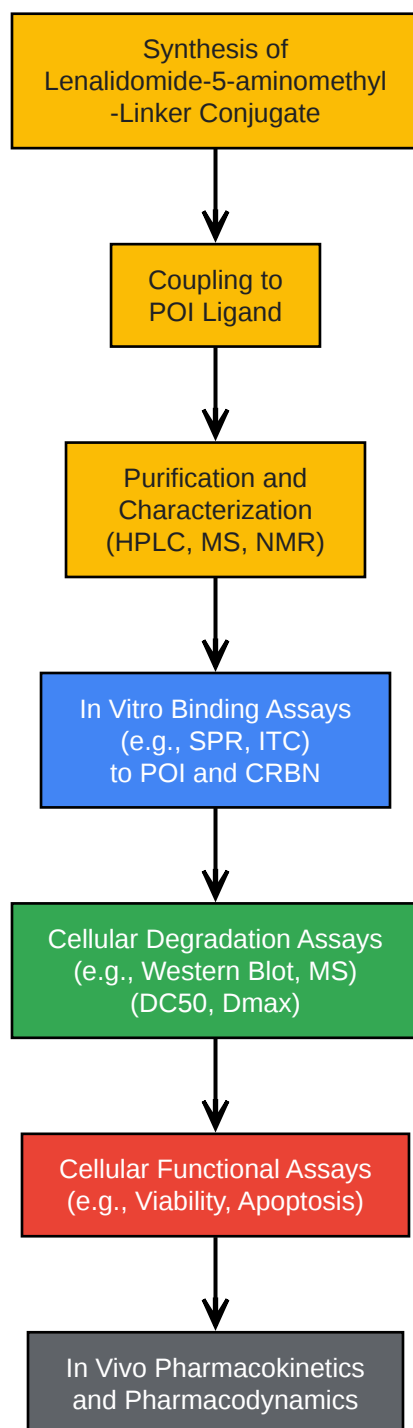 Synthesis of
Lenalidomide-5-aminomethyl
-Linker Conjugate
Coupling to
POI Ligand
Purification and
Characterization
(HPLC, MS, NMR)
In Vitro Binding Assays
(e.g., SPR, ITC)
to POI and CRBN
Cellular Degradation Assays
(e.g., Western Blot, MS)
(DC50, Dmax)
Cellular Functional Assays
(e.g., Viability, Apoptosis)
In Vivo Pharmacokinetics
and Pharmacodynamics